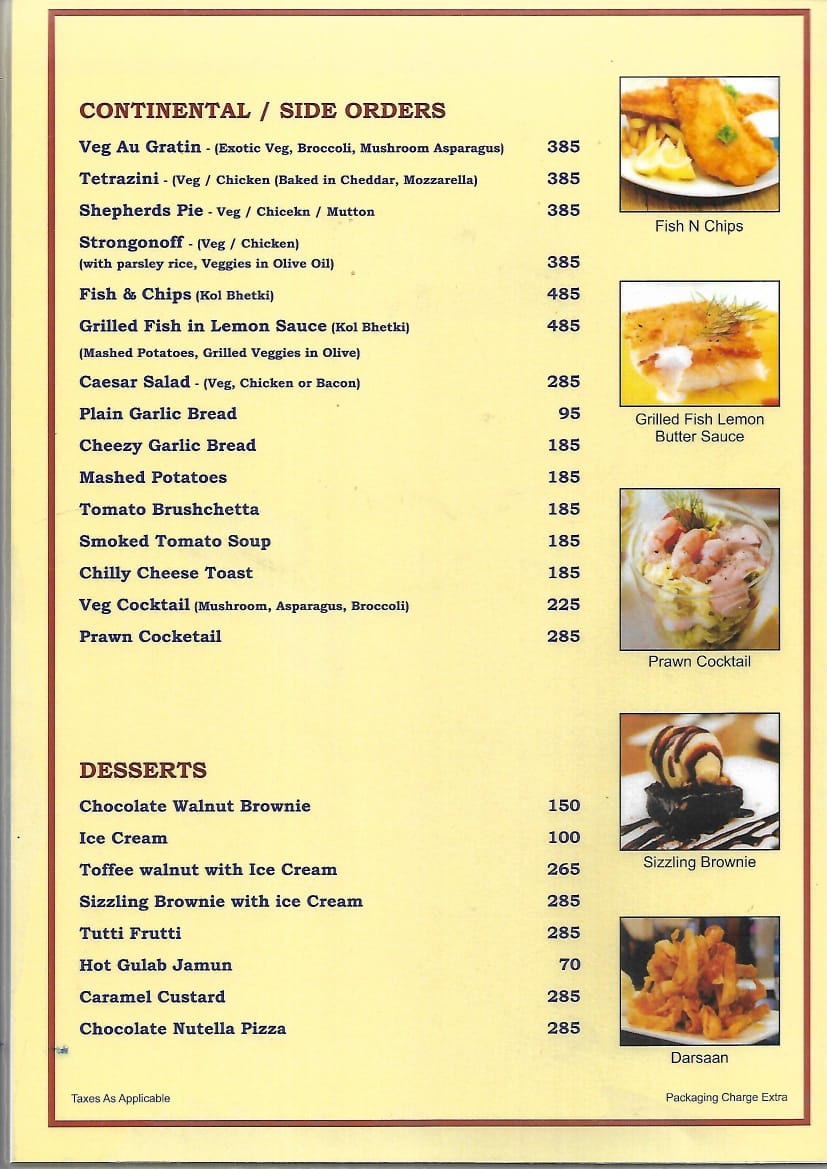 CONTINENTAL / SIDE ORDERS
Veg Au Gratin - (Exotic Veg, Broccoli, Mushroom Asparagus) 385
Tetrazini - (Veg / Chicken (Baked in Cheddar, Mozzarella) 385
Shepherds Pie - Veg / Chicekn / Mutton 385
Strongonoff - (Veg / Chicken)
(with parsley rice, Veggies in Olive Oil) 385
Fish & Chips (Kol Bhetki) 485
Grilled Fish in Lemon Sauce (Kol Bhetki) 485
(Mashed Potatoes, Grilled Veggies in Olive)
Caesar Salad - (Veg, Chicken or Bacon) 285
Plain Garlic Bread 95
Cheezy Garlic Bread 185
Mashed Potatoes 185
Tomato Brushchetta 185
Smoked Tomato Soup 185
Chilly Cheese Toast 185
Veg Cocktail (Mushroom, Asparagus, Broccoli) 225
Prawn Cocketail 285
DESSERTS
Chocolate Walnut Brownie 150
Ice Cream 100
Toffee walnut with Ice Cream 265
Sizzling Brownie with ice Cream 285
Tutti Frutti 285
Hot Gulab Jamun 70
Caramel Custard 285
Chocolate Nutella Pizza 285
Fish N Chips
Grilled Fish Lemon
Butter Sauce
Prawn Cocktail
Sizzling Brownie
Darsaan
Taxes As Applicable
Packaging Charge Extra